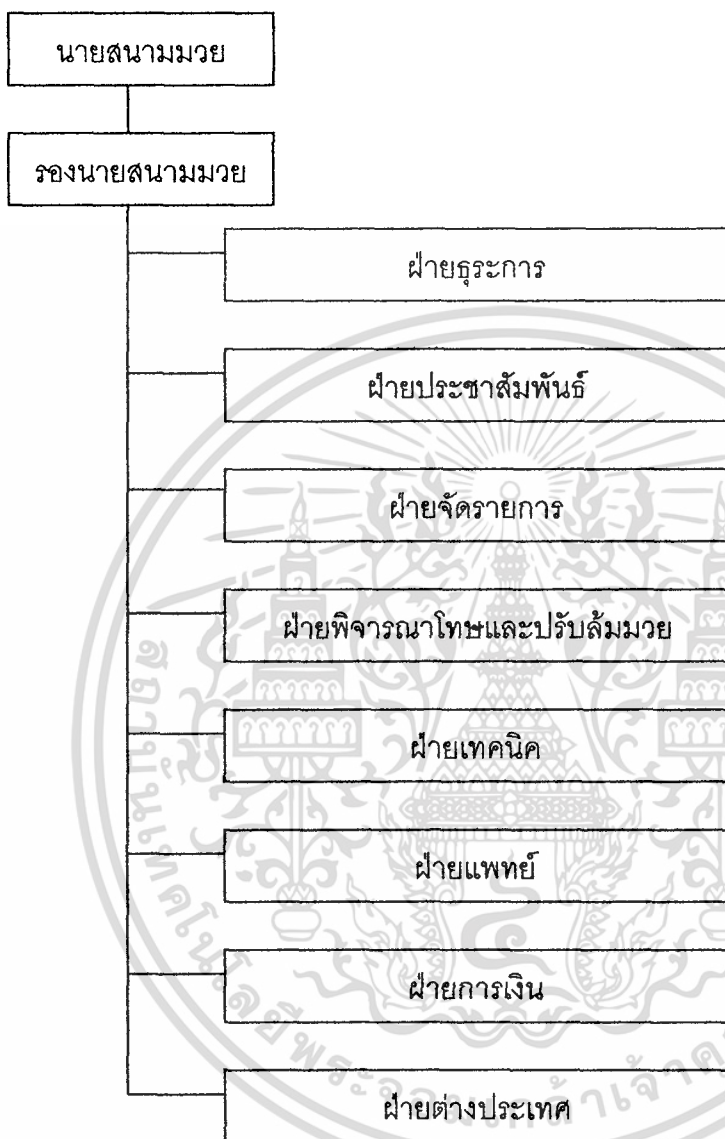 นายสนามมวย
รองนายสนามมวย
ฝ่ายธุระการ
ฝ่ายประชาสัมพันธ์
ฝ่ายจัดรายการ
ฝ่ายพิจารณาโทษและปรับล้มมวย
ฝ่ายเทคนิค
ฝ่ายแพทย์
ฝ่ายการเงิน
ฝ่ายต่างประเทศ